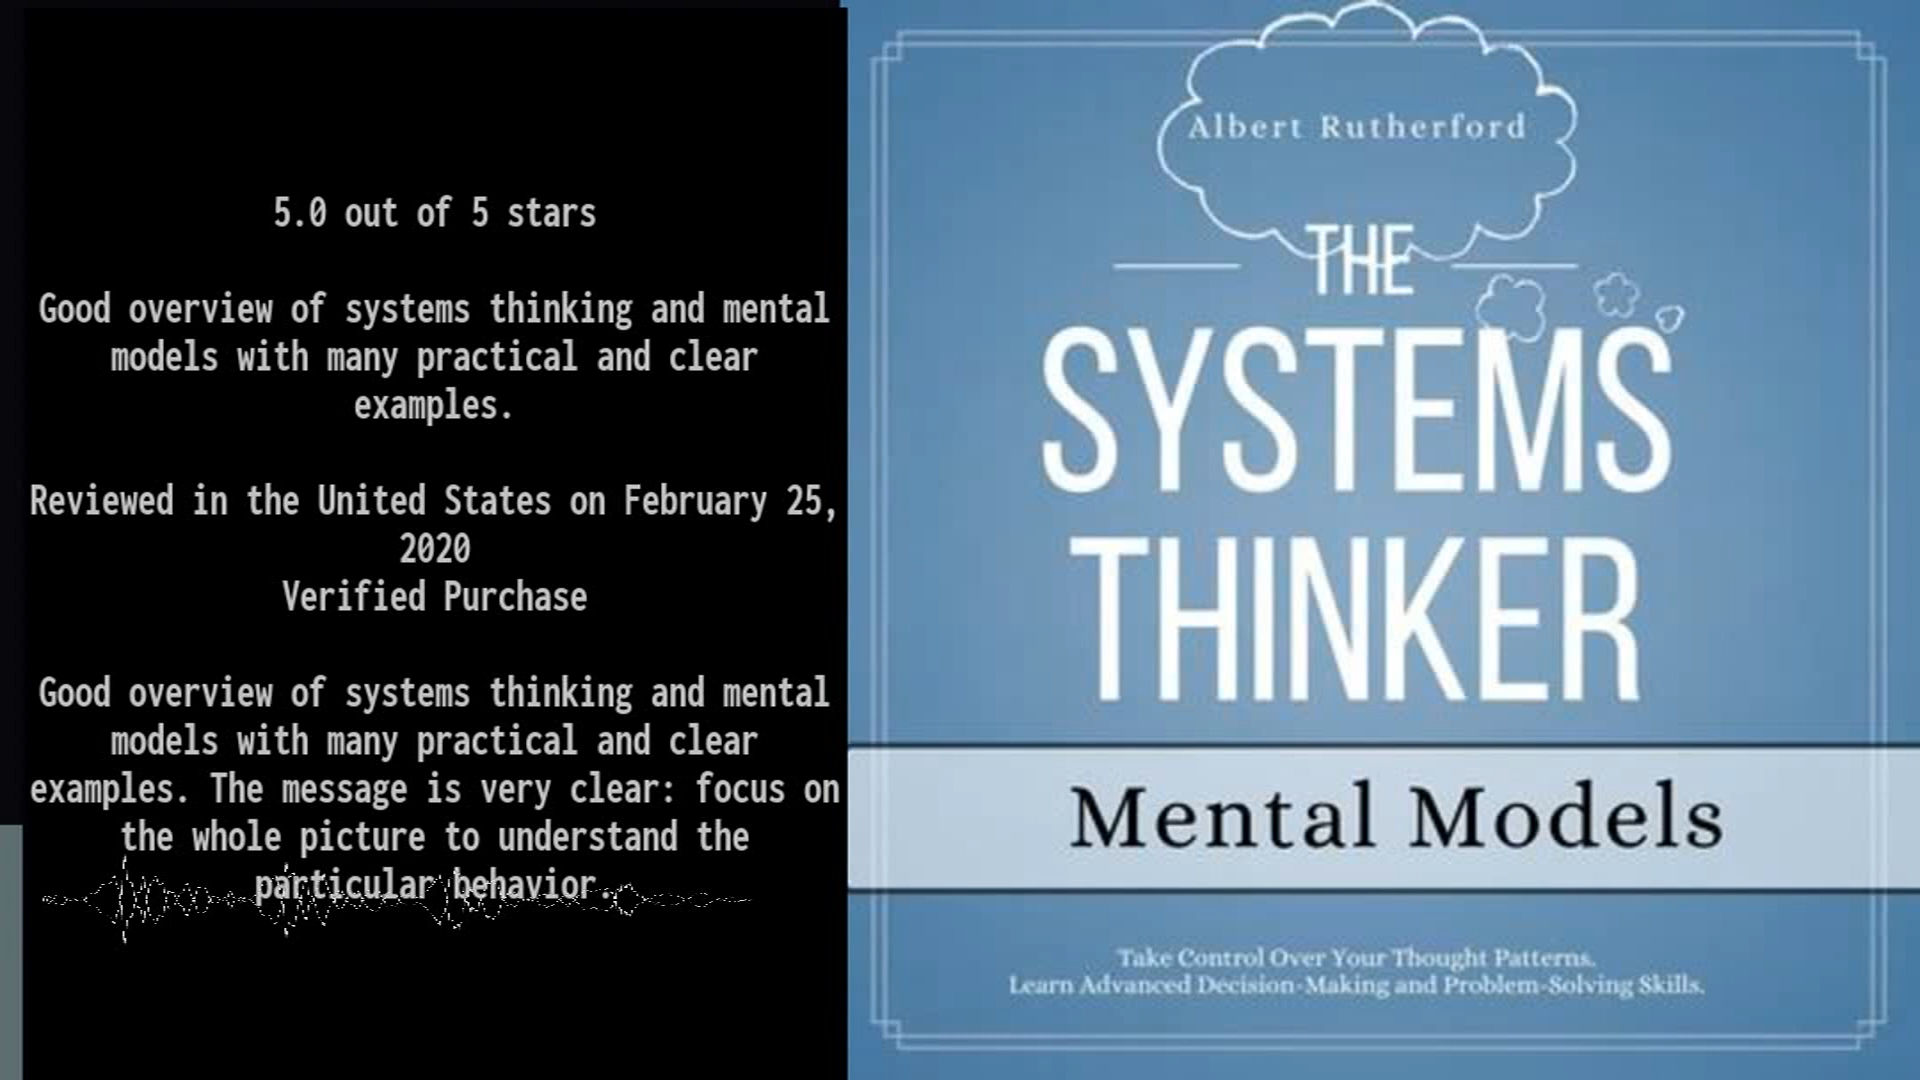 5.0 out of 5 stars
Good overview of systems thinking and mental
models with many practical and clear
examples.
Reviewed in the United States on February 25,
2020
Verified Purchase
Good overview of systems thinking and mental
models with many practical and clear
examples. The message is very clear: focus on
the whole picture to understand the
particular behavior.
Albert Rutherford
THE
SYSTEMS
THINKER
Mental Models
Take Control Over Your Thought Patterns.
Learn Advanced Decision-Making and Problem-Solving Skills.